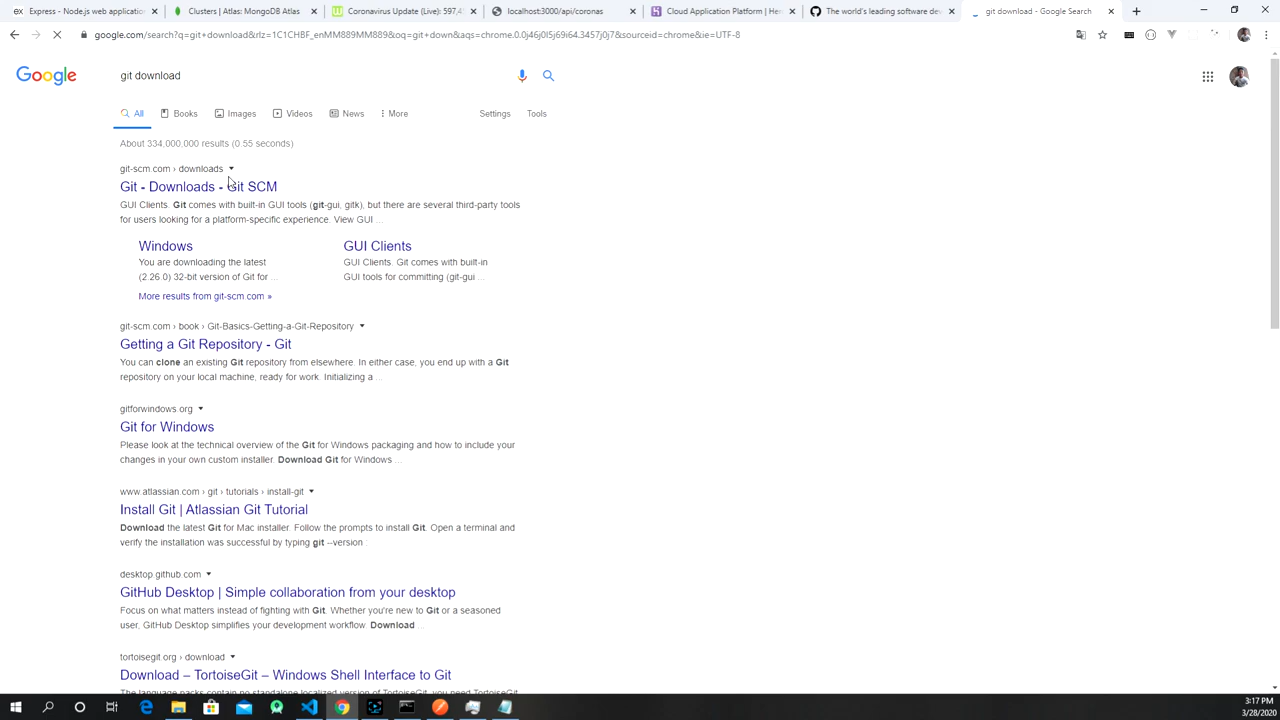 Express - Node.js web application
Clusters | Atlas: MongoDB Atlas
Coronavirus Update (Live): 597,4
localhost:5000/api/coronas
Cloud Application Platform | He
The world's leading software de
git download - Google Search
google.com/search?q=git+download&rlz=1C1CHBF_enMM889MM889&oq=git+down&aqs=chrome.0.0j46j0l5j69i64.3457j0j7&sourceid=chrome&ie=UTF-8
Google
git download
All Books Images Videos News More Settings Tools
About 334,000,000 results (0.55 seconds)
git-scm.com › downloads
Git - Downloads - Git SCM
GUI Clients. Git comes with built-in GUI tools (git-gui, gitk), but there are several third-party tools
for users looking for a platform-specific experience. View GUI ...
Windows
You are downloading the latest
(2.26.0) 32-bit version of Git for ...
GUI Clients
GUI Clients. Git comes with built-in
GUI tools for committing (git-gui ...
More results from git-scm.com »
git-scm.com › book › Git-Basics-Getting-a-Git-Repository
Getting a Git Repository - Git
You can clone an existing Git repository from elsewhere. In either case, you end up with a Git
repository on your local machine, ready for work. Initializing a ...
gitforwindows.org
Git for Windows
Please look at the technical overview of the Git for Windows packaging and how to include your
changes in your own custom installer. Download Git for Windows ...
www.atlassian.com › git › tutorials › install-git
Install Git | Atlassian Git Tutorial
Download the latest Git for Mac installer. Follow the prompts to install Git. Open a terminal and
verify the installation was successful by typing git --version :
desktop.github.com
GitHub Desktop | Simple collaboration from your desktop
Focus on what matters instead of fighting with Git. Whether you're new to Git or a seasoned
user, GitHub Desktop simplifies your development workflow. Download ...
tortoisegit.org › download
Download – TortoiseGit – Windows Shell Interface to Git
The language packs contain no standalone localized version of TortoiseGit, you need TortoiseGit
3:17 PM
3/28/2020